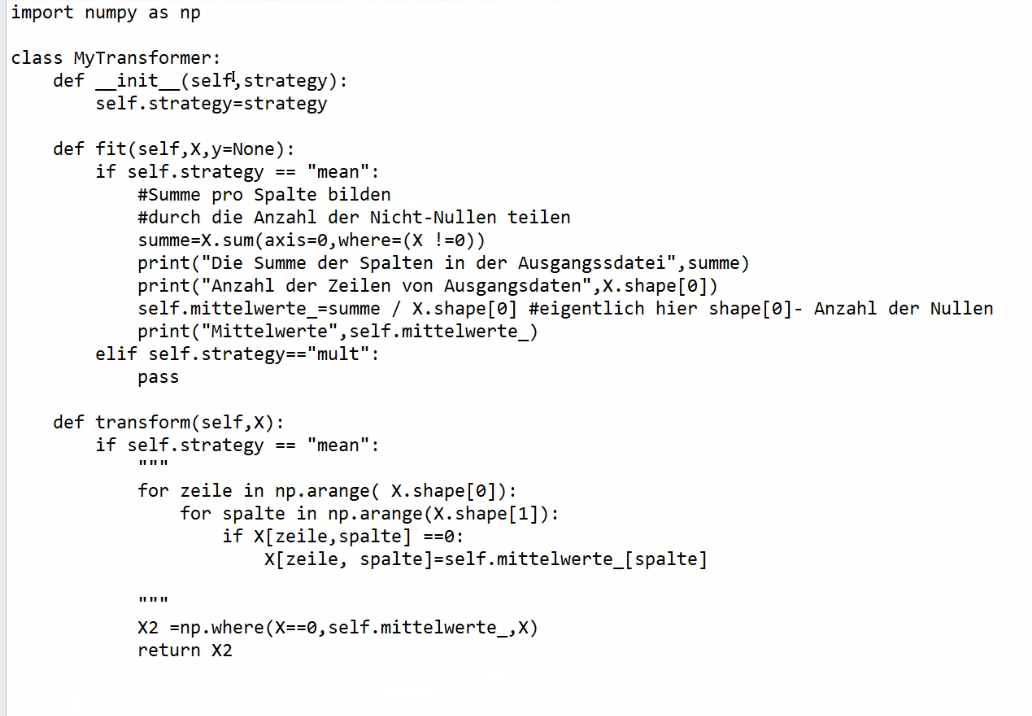 import numpy as np
class MyTransformer:
    def __init__(self,strategy):
        self.strategy=strategy
    def fit(self,X,y=None):
        if self.strategy == "mean":
            #Summe pro Spalte bilden
            #durch die Anzahl der Nicht-Nullen teilen
            summe=X.sum(axis=0,where=(X !=0))
            print("Die Summe der Spalten in der Ausgangssdatei",summe)
            print("Anzahl der Zeilen von Ausgangsdaten",X.shape[0])
            self.mittelwerte_=summe / X.shape[0] #eigentlich hier shape[0]- Anzahl der Nullen
            print("Mittelwerte",self.mittelwerte_)
        elif self.strategy=="mult":
            pass
    def transform(self,X):
        if self.strategy == "mean":
            """
            for zeile in np.arange( X.shape[0]):
                for spalte in np.arange(X.shape[1]):
                    if X[zeile,spalte] ==0:
                        X[zeile, spalte]=self.mittelwerte_[spalte]
            """
            X2 =np.where(X==0,self.mittelwerte_,X)
            return X2